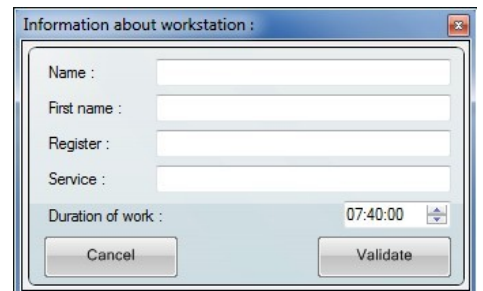 Information about workstation :
Name :
First name :
Register :
Service :
Duration of work : 07:40:00
Cancel Validate